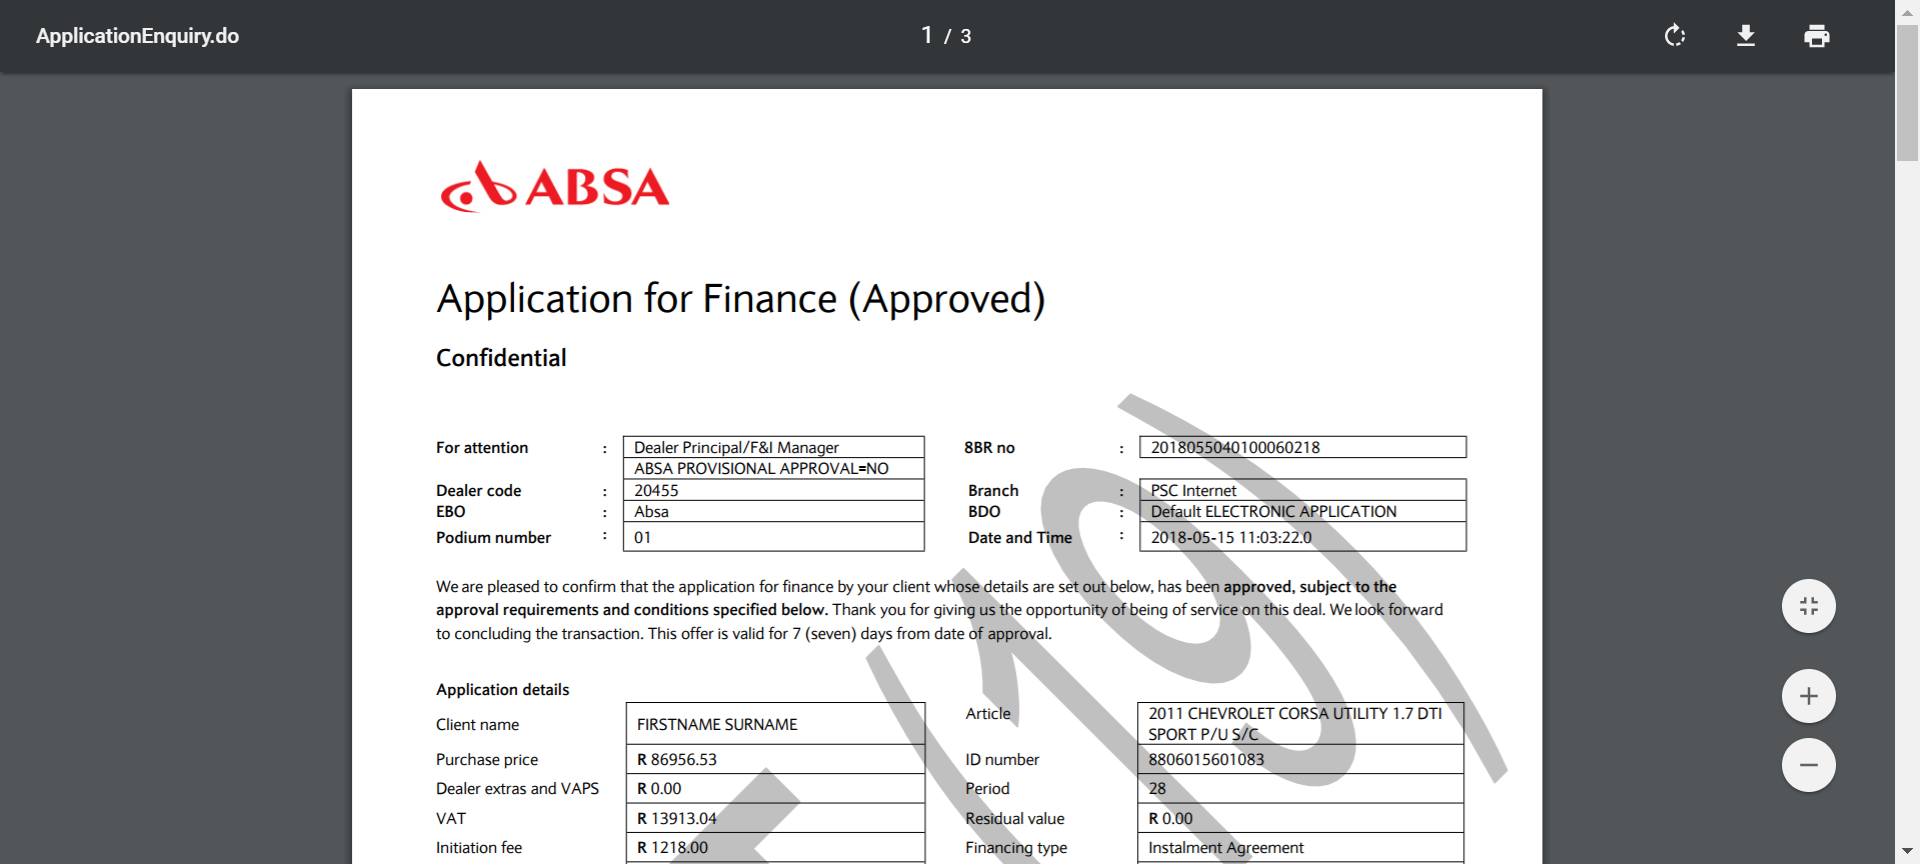 ApplicationEnquiry.do
1 / 3
ABSA
Application for Finance (Approved)
Confidential
For attention : Dealer Principal/F&I Manager 8BR no : 2018055040100060218
ABSA PROVISIONAL APPROVAL=NO
Dealer code : 20455 Branch : PSC Internet
EBO : Absa BDO : Default ELECTRONIC APPLICATION
Podium number : 01 Date and Time : 2018-05-15 11:03:22.0
We are pleased to confirm that the application for finance by your client whose details are set out below, has been approved, subject to the
approval requirements and conditions specified below. Thank you for giving us the opportunity of being of service on this deal. We look forward
to concluding the transaction. This offer is valid for 7 (seven) days from date of approval.
Application details
Client name FIRSTNAME SURNAME Article 2011 CHEVROLET CORSA UTILITY 1.7 DTI
SPORT P/U S/C
Purchase price R 86956.53 ID number 8806015601083
Dealer extras and VAPS R 0.00 Period 28
VAT R 13913.04 Residual value R 0.00
Initiation fee R 1218.00 Financing type Instalment Agreement
(19)